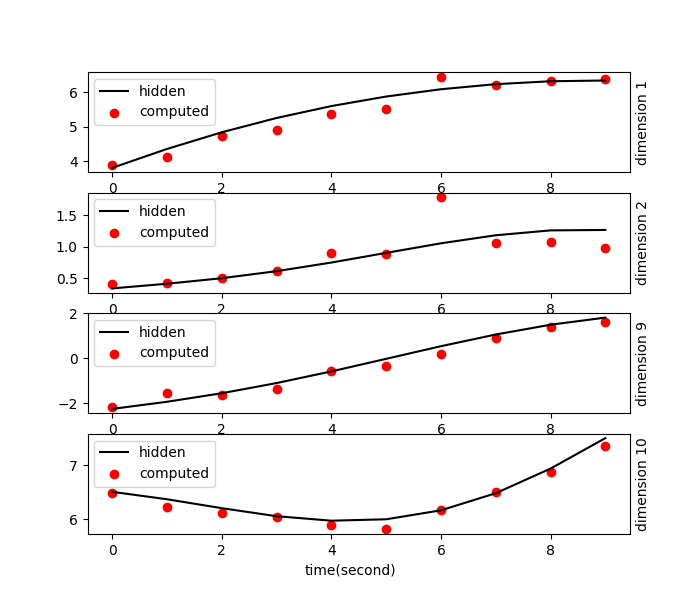 hidden
computed
6
5
4
0 2 4 6 8
dimension 1
hidden
computed
1.5
1.0
0.5
0 2 4 6 8
dimension 2
hidden
computed
2
0
−2
0 2 4 6 8
dimension 9
hidden
computed
7
6
0 2 4 6 8
dimension 10
time(second)